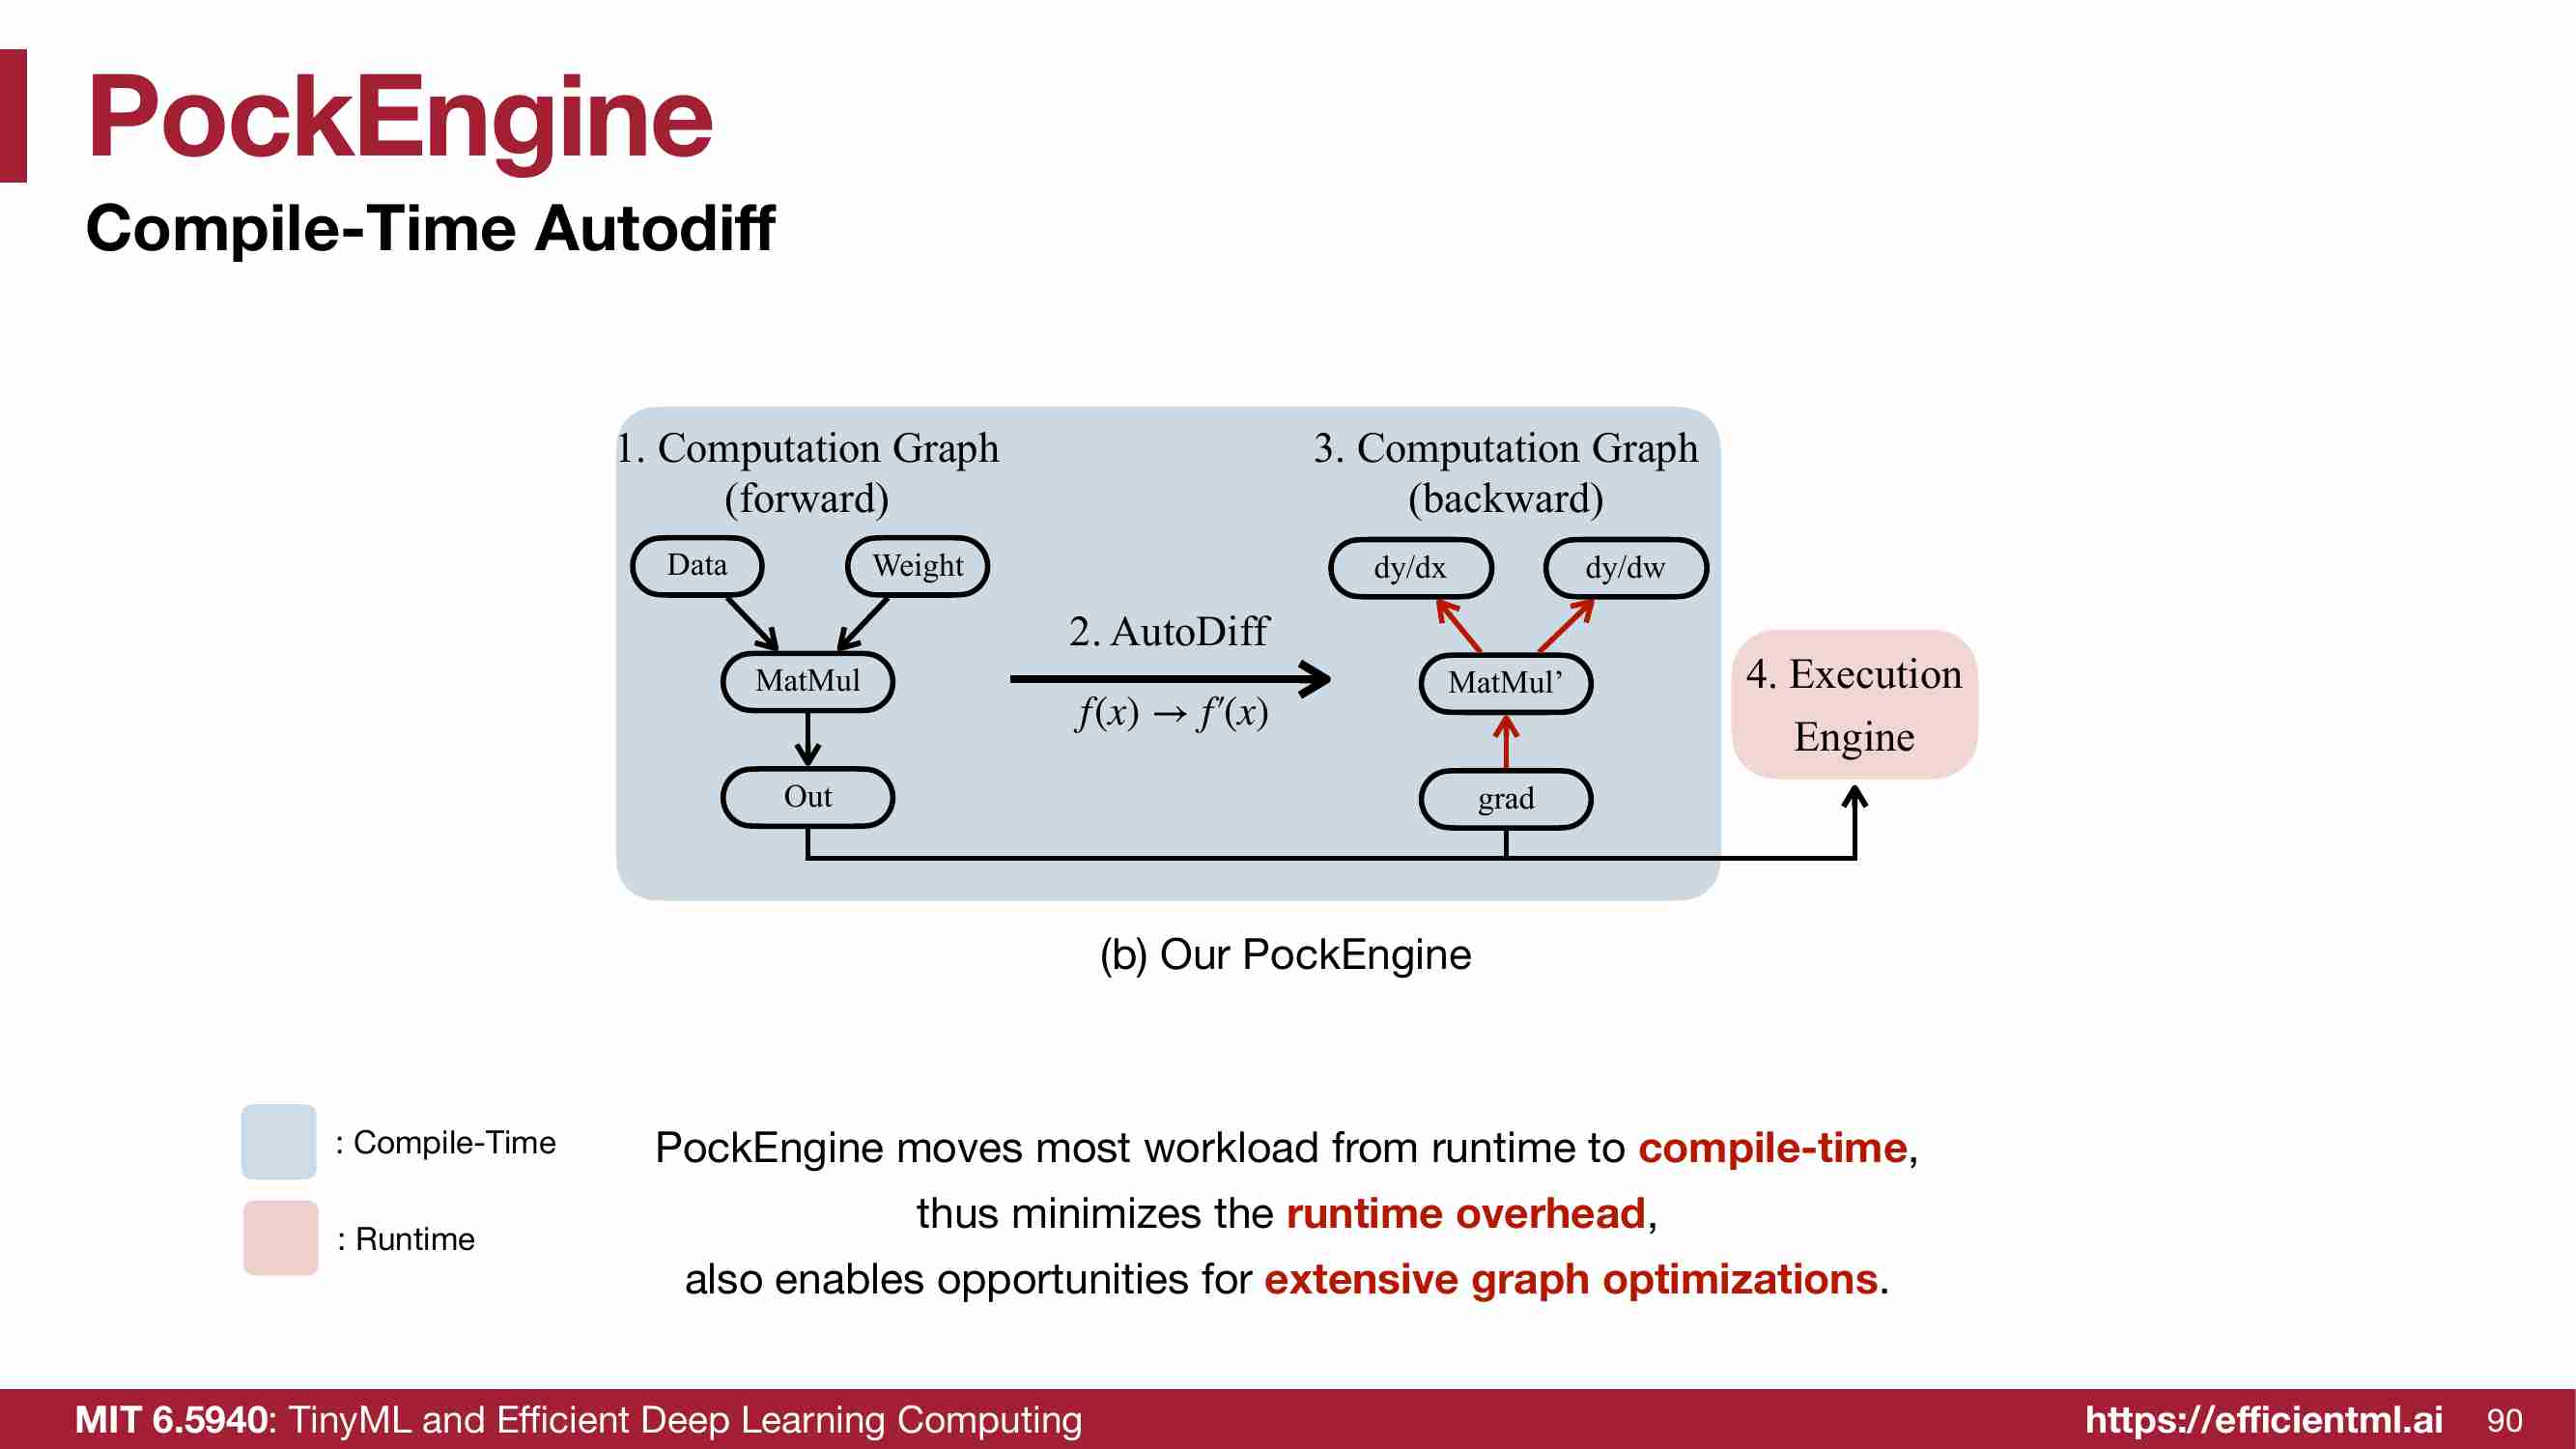 PockEngine
Compile-Time Autodiff
1. Computation Graph
(forward)
Data
Weight
MatMul
Out
2. AutoDiff
f(x) → f′(x)
3. Computation Graph
(backward)
dy/dx
dy/dw
MatMul’
grad
4. Execution
Engine
(b) Our PockEngine
: Compile-Time
: Runtime
PockEngine moves most workload from runtime to compile-time,
thus minimizes the runtime overhead,
also enables opportunities for extensive graph optimizations.
MIT 6.5940: TinyML and Efficient Deep Learning Computing
https://efficientml.ai
90